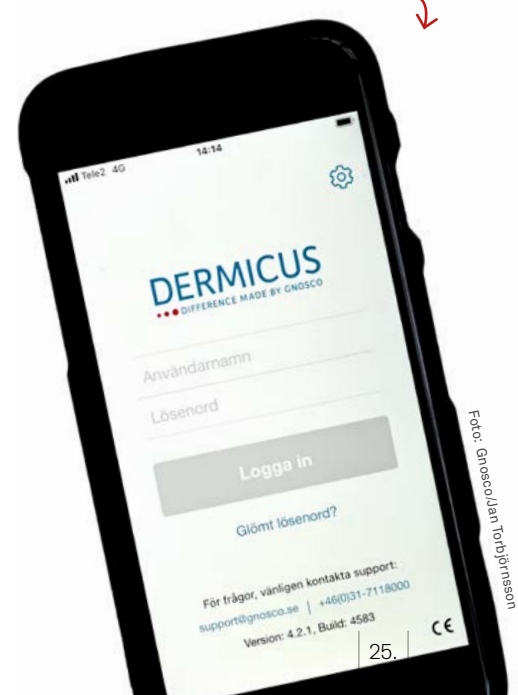 Tele2 4G 14:14
DERMICUS
DIFFERENCE MADE BY GNOSCO
Användarnamn
Lösenord
Logga in
Glömt lösenord?
För frågor, vänligen kontakta support:
support@gnosco.se | +46(0)31-7118000
Version: 4.2.1, Build: 4583
CE
25.
Foto: Gnosco/Jan Torbjörnsson